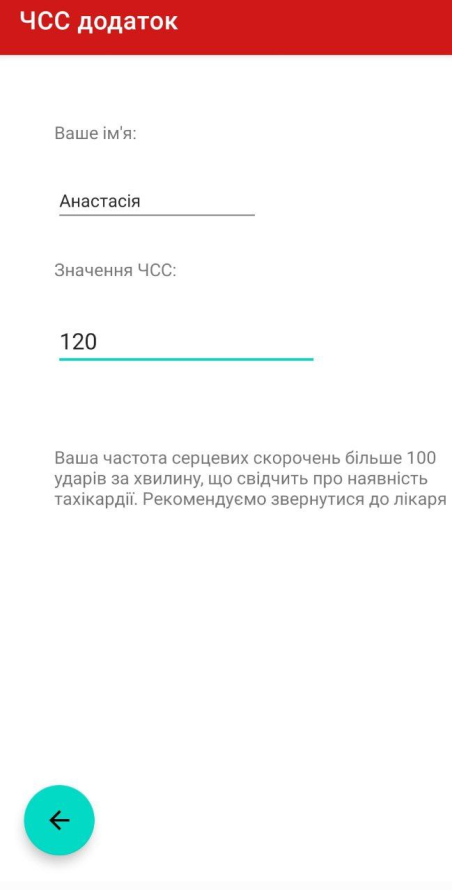 ЧСС додаток
Ваше ім'я:
Анастасія
Значення ЧСС:
120
Ваша частота серцевих скорочень більше 100
ударів за хвилину, що свідчить про наявність
тахікардії. Рекомендуємо звернутися до лікаря